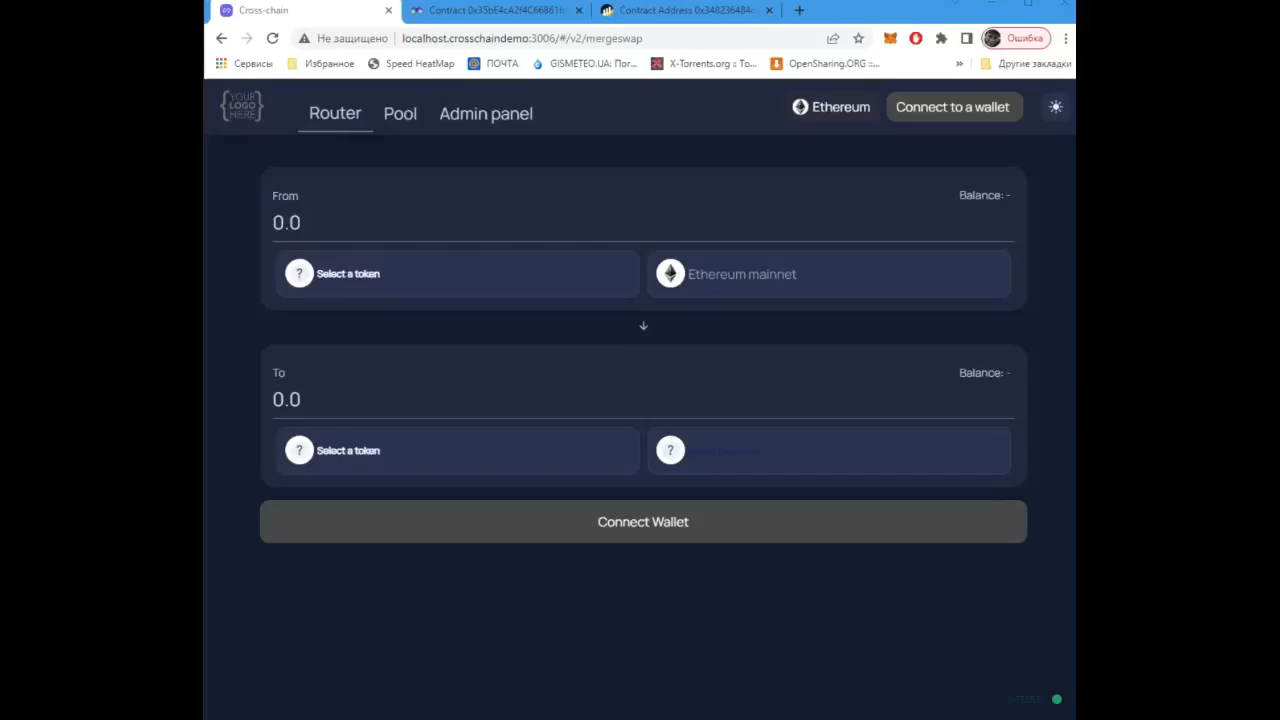 Cross-chain
Contract 0x35bE4cA2f4C66861
Contract Address 0x348236484
Не защищено
localhost.crosschaindemo:3006/#/v2/mergeswap
Ошибка
Сервисы
Избранное
Speed HeatMap
ПОЧТА
GISMETEO.UA: Пог...
X-Torrents.org :: То...
OpenSharing.ORG ::...
»
Другие закладки
{YOUR
LOGO
HERE}
Router
Pool
Admin panel
Ethereum
Connect to a wallet
From
Balance: -
0.0
? Select a token
Ethereum mainnet
To
Balance: -
0.0
? Select a token
?
Connect Wallet